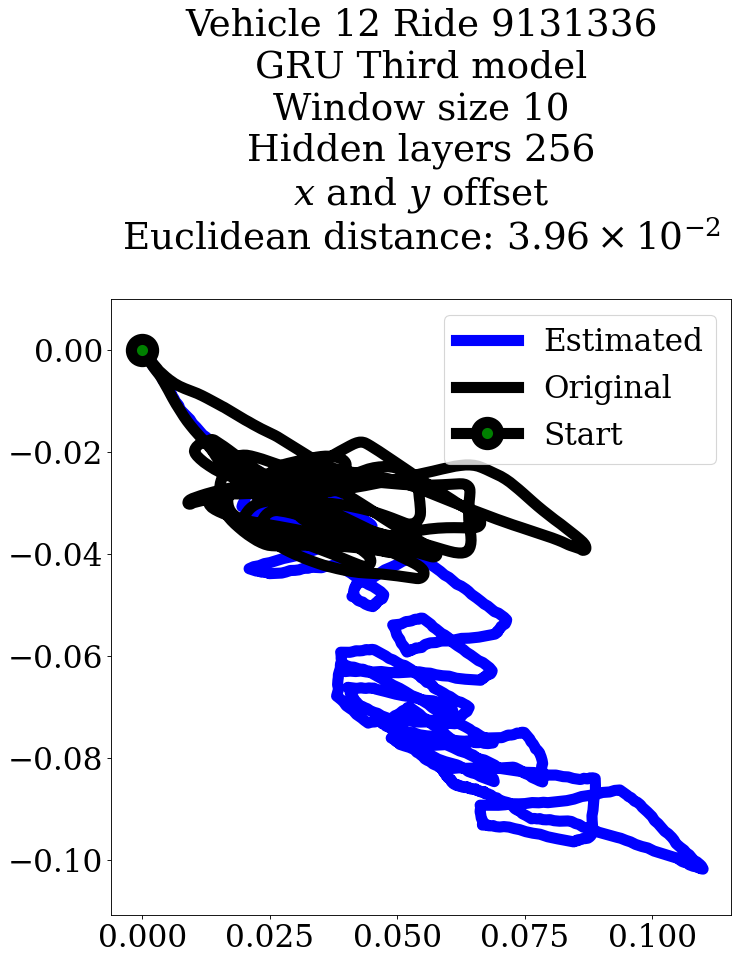 Vehicle 12 Ride 9131336
GRU Third model
Window size 10
Hidden layers 256
x and y offset
Euclidean distance: 3.96 × 10⁻²
Estimated
Original
Start
0.00
−0.02
−0.04
−0.06
−0.08
−0.10
0.000 0.025 0.050 0.075 0.100